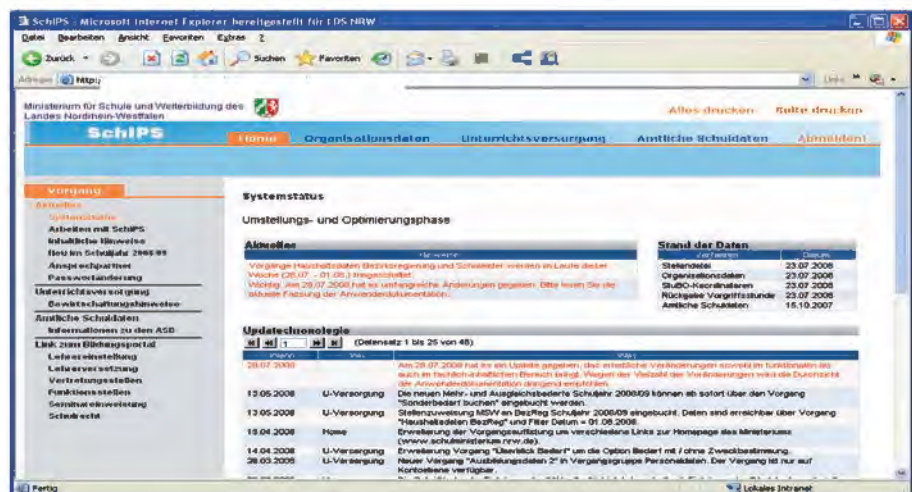 SchIPS - Microsoft Internet Explorer bereitgestellt für LDS NRW
Datei Bearbeiten Ansicht Favoriten Extras ?
Zurück Suchen Favoriten
Adresse http:/ Links
Ministerium für Schule und Weiterbildung des
Landes Nordrhein-Westfalen
Alles drucken Seite drucken
SchIPS
Home Organisationsdaten Unterrichtsversorgung Amtliche Schuldaten Abmelden!
Vorgang
Aktuelles
Systemstatus
Arbeiten mit SchIPS
Inhaltliche Hinweise
Neu im Schuljahr 2008/09
Ansprechpartner
Passwortänderung
Unterrichtsversorgung
Bewirtschaftungshinweise
Amtliche Schuldaten
Informationen zu den ASD
Link zum Bildungsportal
Lehrereinstellung
Lehrerversetzung
Vertretungsstellen
Funktionsstellen
Seminareinweisung
Schulrecht
Systemstatus
Umstellungs- und Optimierungsphase
Aktuelles
Hinweise
Vorgänge Haushaltsdaten Bezirksregierung und Schulämter werden im Laufe dieser
Woche (28.07. - 01.08.) freigeschaltet.
Wichtig: Am 28.07.2008 hat es umfangreiche Änderungen gegeben. Bitte lesen Sie die
aktuelle Fassung der Anwenderdokumentation.
Stand der Daten
Verfahren Datum
Stellendatei 23.07.2008
Organisationsdaten 23.07.2008
StuBO-Koordinatoren 23.07.2008
Rückgabe Vorgriffsstunde 23.07.2008
Amtliche Schuldaten 15.10.2007
Updatechronologie
1 (Datensatz 1 bis 25 von 48)
Wann Wo Was
28.07.2008 Am 28.07.2008 hat es ein Update gegeben, das erhebliche Veränderungen sowohl im funktionalen als
auch im fachlich-inhaltlichen Bereich bringt. Wegen der Vielzahl der Veränderungen wird die Durchsicht
der Anwenderdokumentation dringend empfohlen.
13.05.2008 U-Versorgung Die neuen Mehr- und Ausgleichsbedarfe Schuljahr 2008/09 können ab sofort über den Vorgang
"Sonderbedarf buchen" eingebucht werden.
13.05.2008 U-Versorgung Stellenzuweisung MSW an BezReg Schuljahr 2008/09 eingebucht. Daten sind erreichbar über Vorgang
"Haushaltsdaten BezReg" und Filter Datum = 01.08.2008.
18.04.2008 Home Erweiterung der Vorgangsauflistung um verschiedene Links zur Homepage des Ministeriums
(www.schulministerium.nrw.de).
14.04.2008 U-Versorgung Erweiterung Vorgang "Überblick Bedarf" um die Option Bedarf mit / ohne Zweckbestimmung.
28.03.2008 U-Versorgung Neuer Vorgang "Ausbildungsdaten 2" in Vorgangsgruppe Personaldaten. Der Vorgang ist nur auf
Kontoebene verfügbar.
Fertig Lokales Intranet